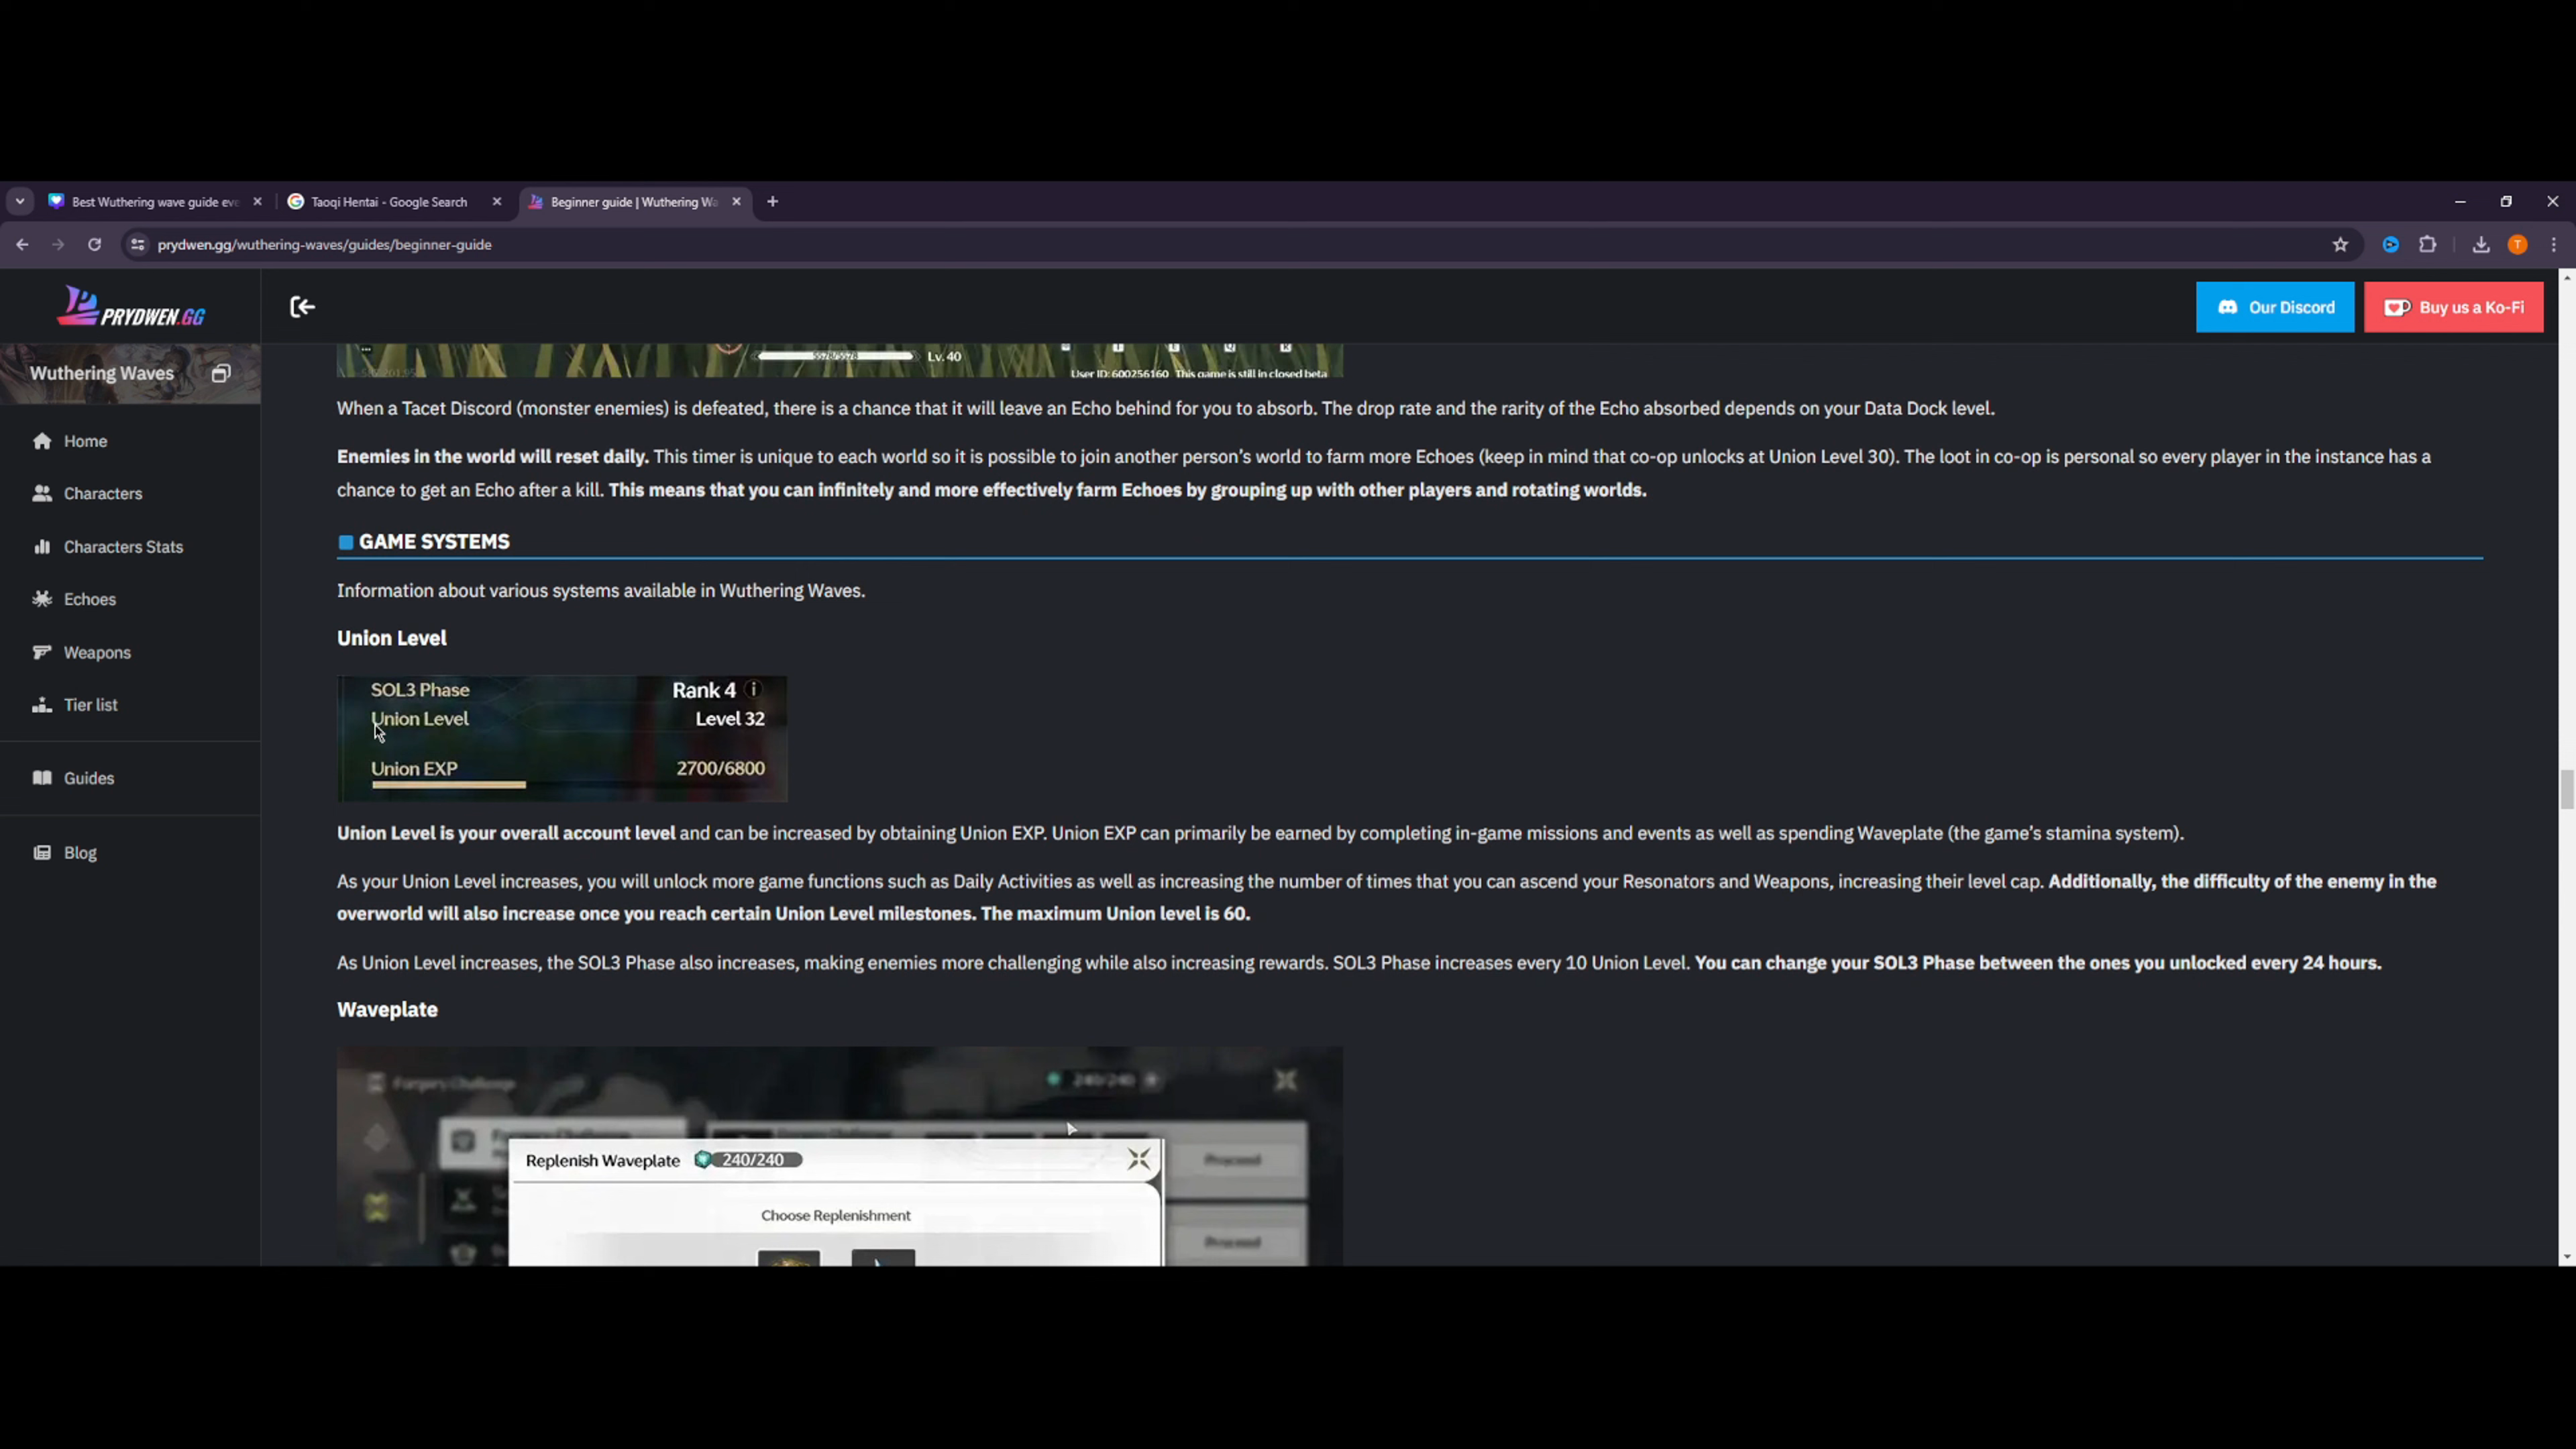 Best Wuthering wave guide eve
Taoqi Hentai - Google Search
Beginner guide | Wuthering Wa
prydwen.gg/wuthering-waves/guides/beginner-guide
PRYDWEN.GG
Our Discord
Buy us a Ko-Fi
Wuthering Waves
Home
Characters
Characters Stats
Echoes
Weapons
Tier list
Guides
Blog
5578/5578
Lv. 40
User ID: 600256160 This game is still in closed beta
When a Tacet Discord (monster enemies) is defeated, there is a chance that it will leave an Echo behind for you to absorb. The drop rate and the rarity of the Echo absorbed depends on your Data Dock level.
Enemies in the world will reset daily. This timer is unique to each world so it is possible to join another person's world to farm more Echoes (keep in mind that co-op unlocks at Union Level 30). The loot in co-op is personal so every player in the instance has a
chance to get an Echo after a kill. This means that you can infinitely and more effectively farm Echoes by grouping up with other players and rotating worlds.
GAME SYSTEMS
Information about various systems available in Wuthering Waves.
Union Level
SOL3 Phase Rank 4
Union Level Level 32
Union EXP 2700/6800
Union Level is your overall account level and can be increased by obtaining Union EXP. Union EXP can primarily be earned by completing in-game missions and events as well as spending Waveplate (the game's stamina system).
As your Union Level increases, you will unlock more game functions such as Daily Activities as well as increasing the number of times that you can ascend your Resonators and Weapons, increasing their level cap. Additionally, the difficulty of the enemy in the
overworld will also increase once you reach certain Union Level milestones. The maximum Union level is 60.
As Union Level increases, the SOL3 Phase also increases, making enemies more challenging while also increasing rewards. SOL3 Phase increases every 10 Union Level. You can change your SOL3 Phase between the ones you unlocked every 24 hours.
Waveplate
Forgery Challenge
240/240
Replenish Waveplate 240/240
Choose Replenishment
Proceed
Proceed